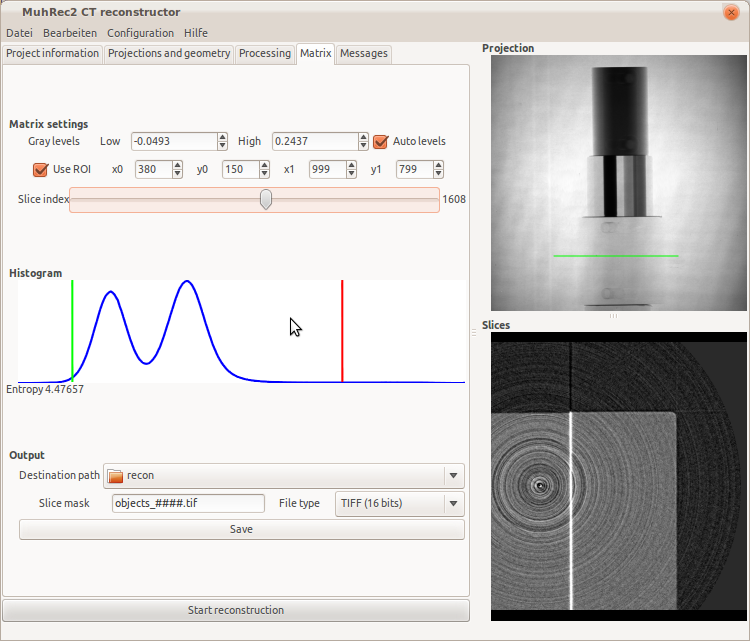 MuhRec2 CT reconstructor
Datei Bearbeiten Configuration Hilfe
Project information Projections and geometry Processing Matrix Messages
Projection
Matrix settings
Gray levels Low -0.0493 High 0.2437 Auto levels
Use ROI x0 380 y0 150 x1 999 y1 799
Slice index 1608
Histogram
Slices
Entropy 4.47657
Output
Destination path recon
Slice mask objects_####.tif File type TIFF (16 bits)
Save
Start reconstruction